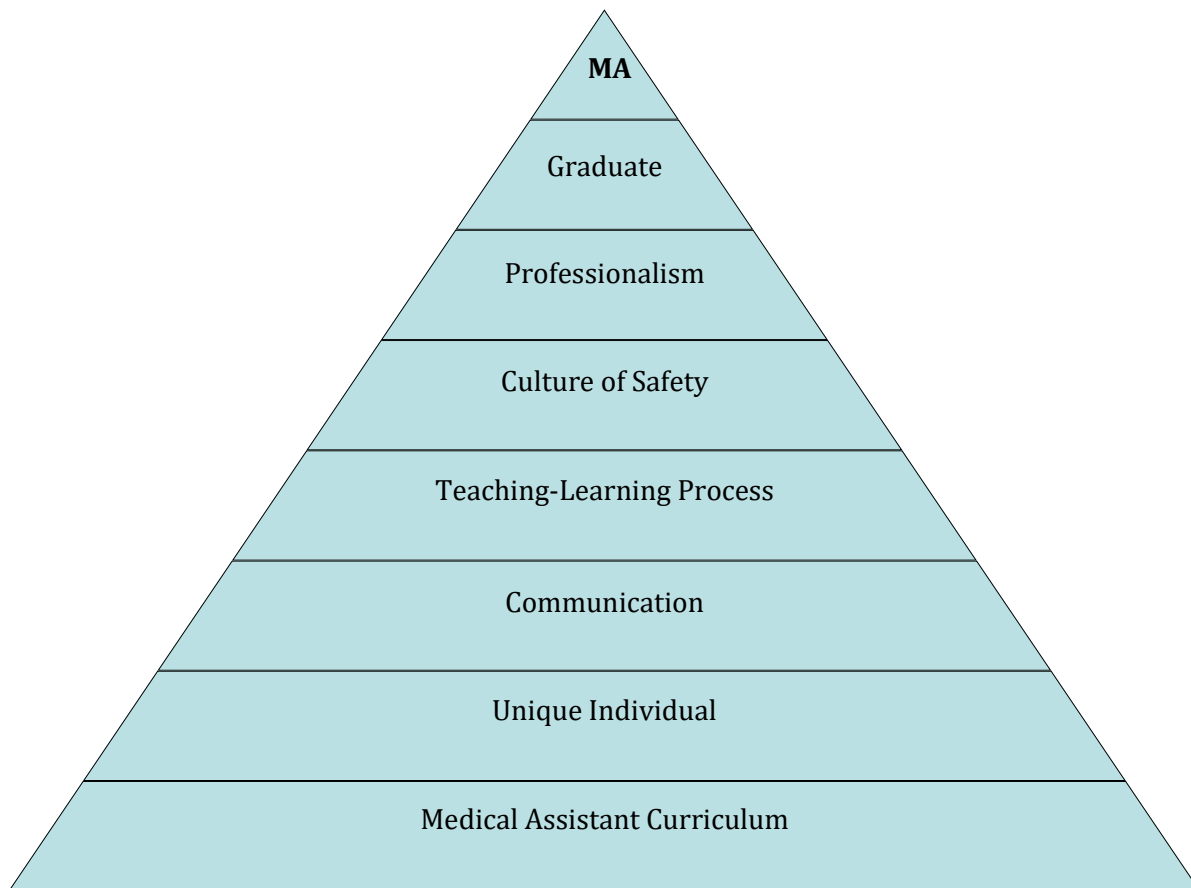 MA
Graduate
Professionalism
Culture of Safety
Teaching-Learning Process
Communication
Unique Individual
Medical Assistant Curriculum